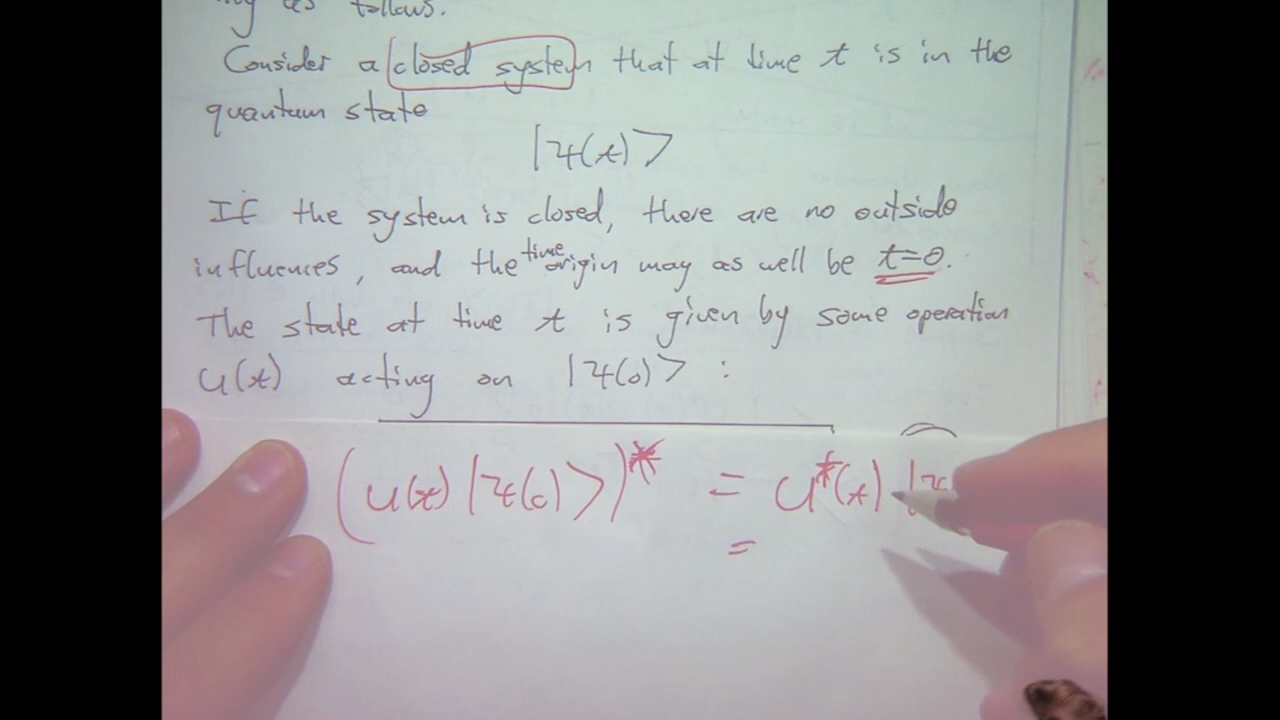 as follows.
Consider a closed system that at time t is in the
quantum state
|Ψ(t)>
If the system is closed, there are no outside
influences, and the time origin may as well be t=0.
The state at time t is given by some operation
U(t) acting on |Ψ(0)> :
(U(t)|Ψ(0)>)* = U*(t) |Ψ
=